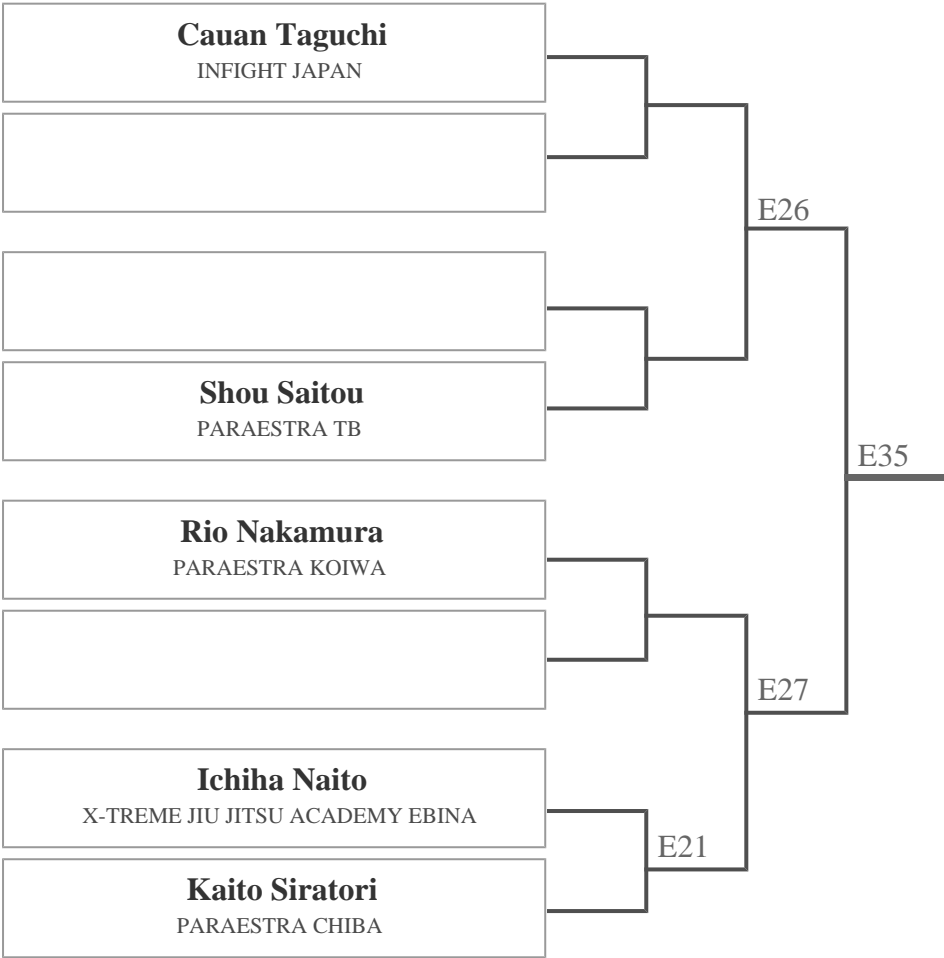 Cauan Taguchi
INFIGHT JAPAN
E26
Shou Saitou
PARAESTRA TB
E35
Rio Nakamura
PARAESTRA KOIWA
E27
Ichiha Naito
X-TREME JIU JITSU ACADEMY EBINA
E21
Kaito Siratori
PARAESTRA CHIBA